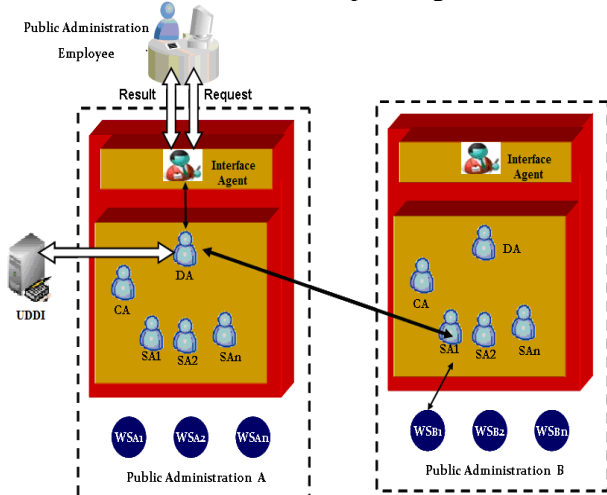 Public Administration
Employee
Result
Request
Interface
Agent
DA
UDDI
CA
SA1
SA2
SAn
WSA1
WSA2
WSAn
Public Administration A
Interface
Agent
DA
CA
SA1
SA2
SAn
WSB1
WSB2
WSBn
Public Administration B